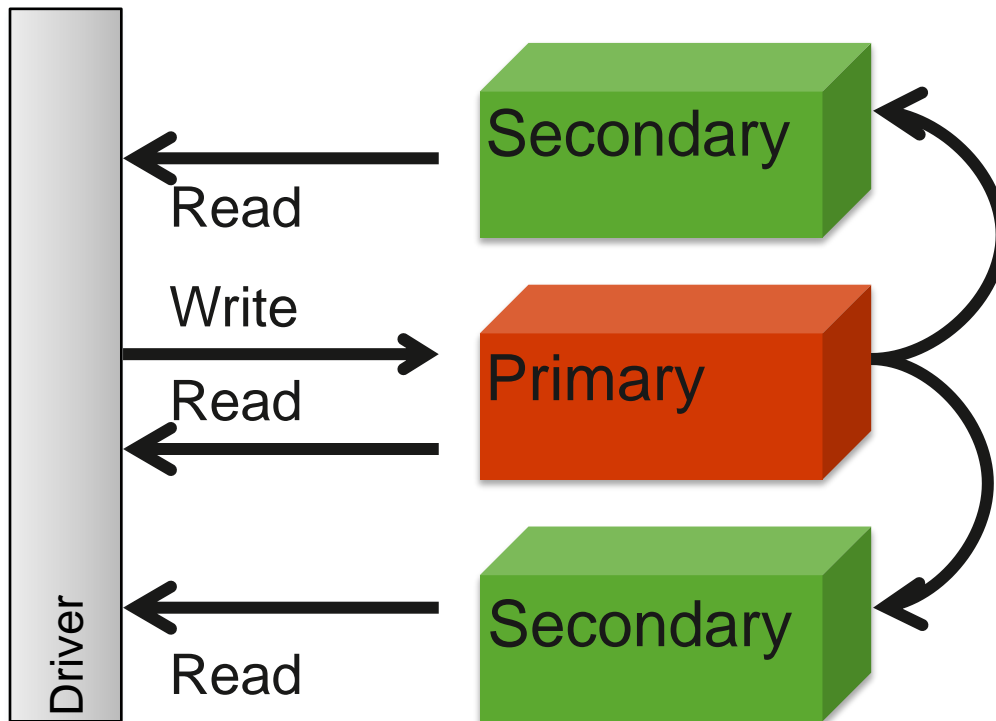 Secondary
Read
Write
Primary
Read
Secondary
Read
Driver